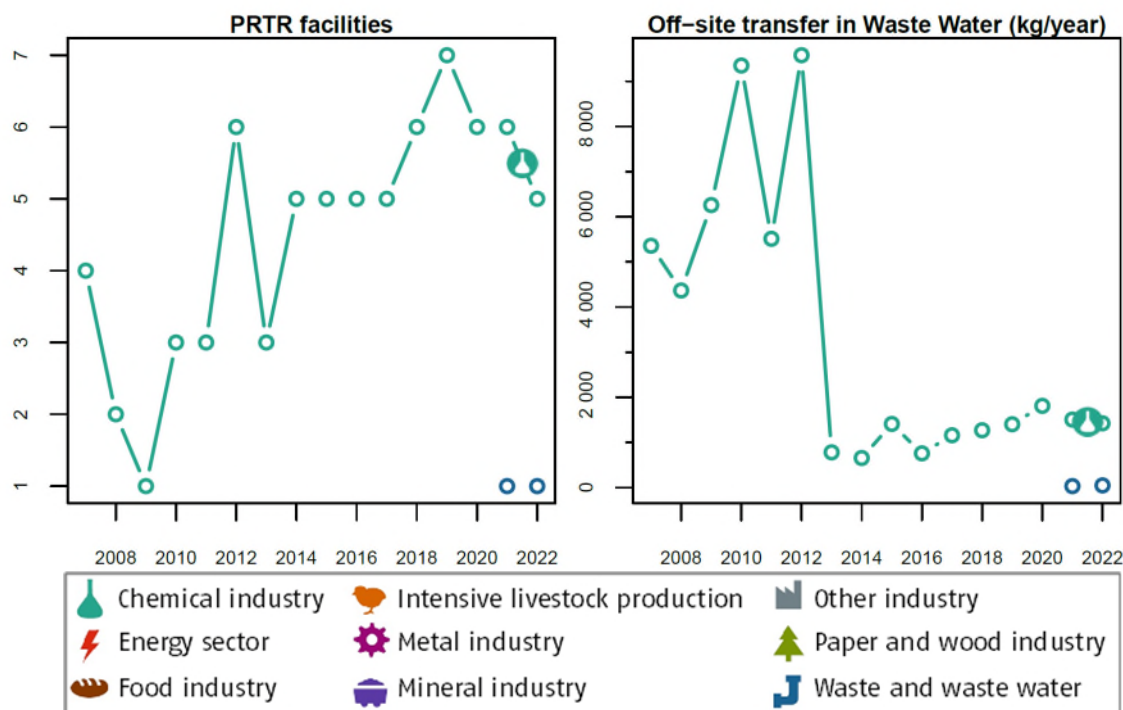 PRTR facilities
7
6
5
4
3
2
1
2008 2010 2012 2014 2016 2018 2020 2022
Off−site transfer in Waste Water (kg/year)
8 000
6 000
4 000
2 000
0
2008 2010 2012 2014 2016 2018 2020 2022
Chemical industry Intensive livestock production Other industry
Energy sector Metal industry Paper and wood industry
Food industry Mineral industry Waste and waste water